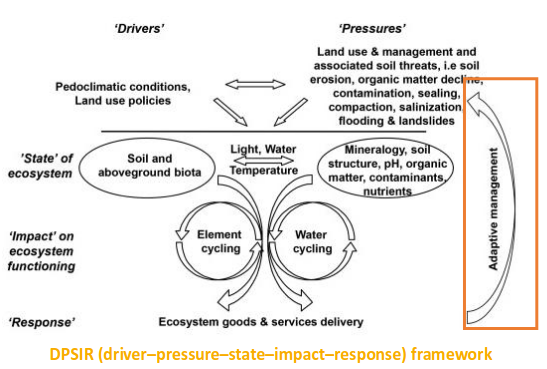 ‘Drivers’
‘Pressures’
Land use & management and
associated soil threats, i.e soil
erosion, organic matter decline,
contamination, sealing,
compaction, salinization,
flooding & landslides
Pedoclimatic conditions,
Land use policies
'State' of
ecosystem
Soil and
aboveground biota
Light, Water
Temperature
Mineralogy, soil
structure, pH, organic
matter, contaminants,
nutrients
‘Impact’ on
ecosystem
functioning
Element
cycling
Water
cycling
Adaptive management
‘Response’
Ecosystem goods & services delivery
DPSIR (driver–pressure–state–impact–response) framework